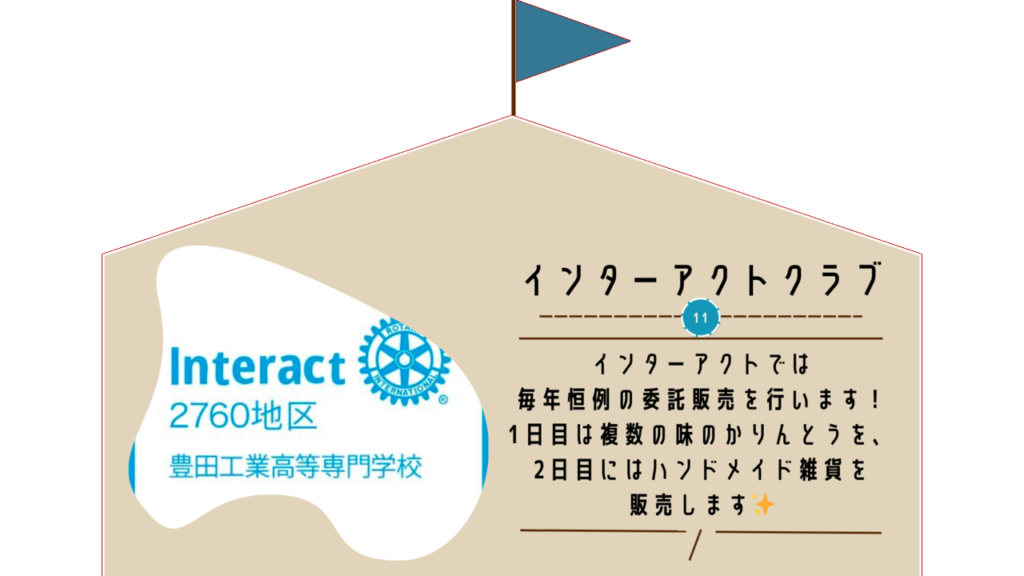 インターアクトクラブ
11
インターアクトでは
毎年恒例の委託販売を行います!
1日目は複数の味のかりんとうを、
2日目にはハンドメイド雑貨を
販売します✨
Interact
ROTA
INTERNATIONAL
®
2760地区
豊田工業高等専門学校